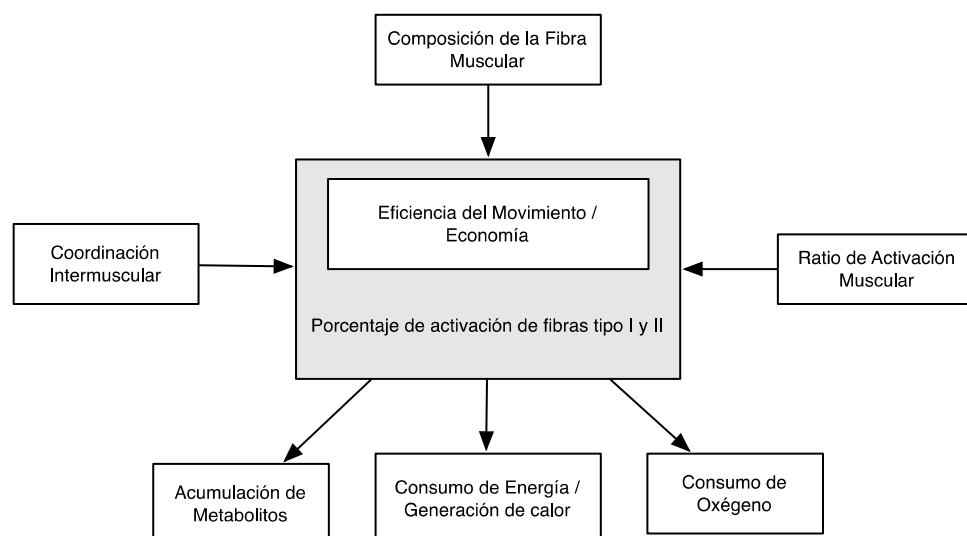 Composición de la Fibra
Muscular
Eficiencia del Movimiento /
Economía
Coordinación
Intermuscular
Ratio de Activación
Muscular
Porcentaje de activación de fibras tipo I y II
Acumulación de
Metabolitos
Consumo de Energía /
Generación de calor
Consumo de
Oxégeno